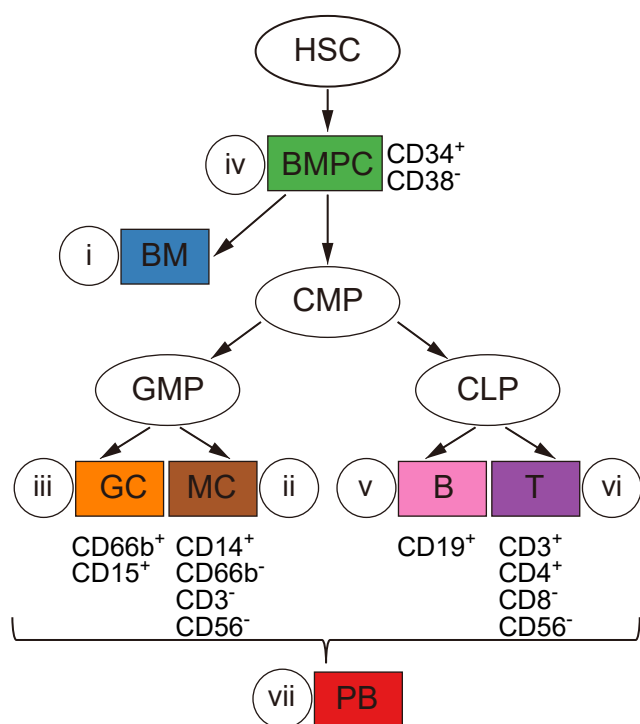 HSC
iv
BMPC
CD34⁺
CD38⁻
i
BM
CMP
GMP
CLP
iii
GC
MC
ii
v
B
T
vi
CD66b⁺
CD15⁺
CD14⁺
CD66b⁻
CD3⁻
CD56⁻
CD19⁺
CD3⁺
CD4⁺
CD8⁻
CD56⁻
vii
PB